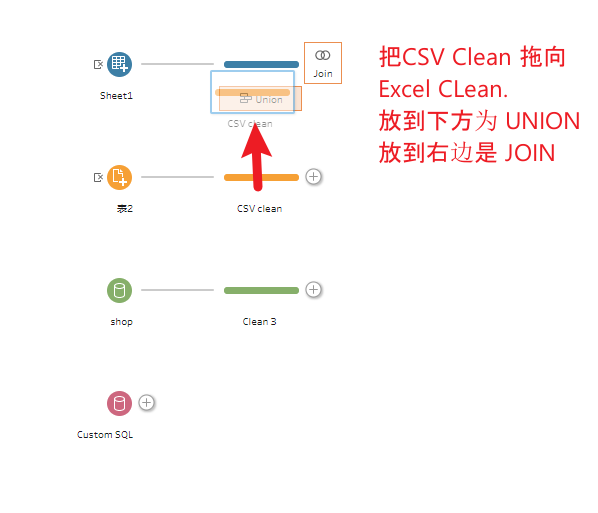 Join
把CSV Clean 拖向
Excel CLean.
放到下方为 UNION
放到右边是 JOIN
Sheet1
Union
CSV clean
表2
CSV clean
shop
Clean 3
Custom SQL